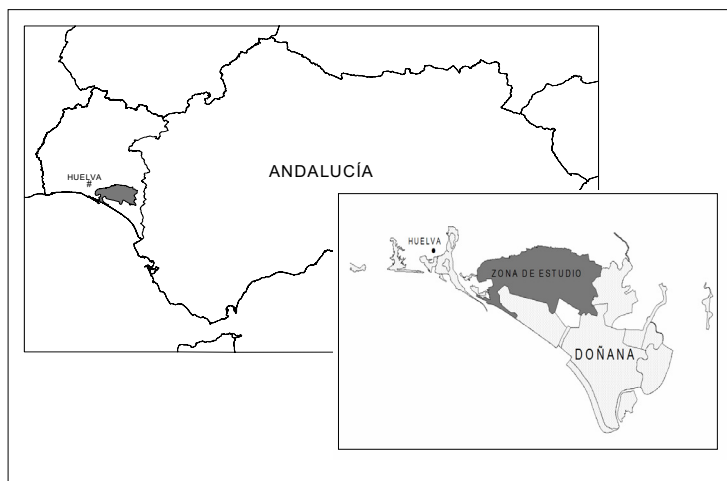 HUELVA
#
ANDALUCÍA
HUELVA
ZONA DE ESTUDIO
DOÑANA